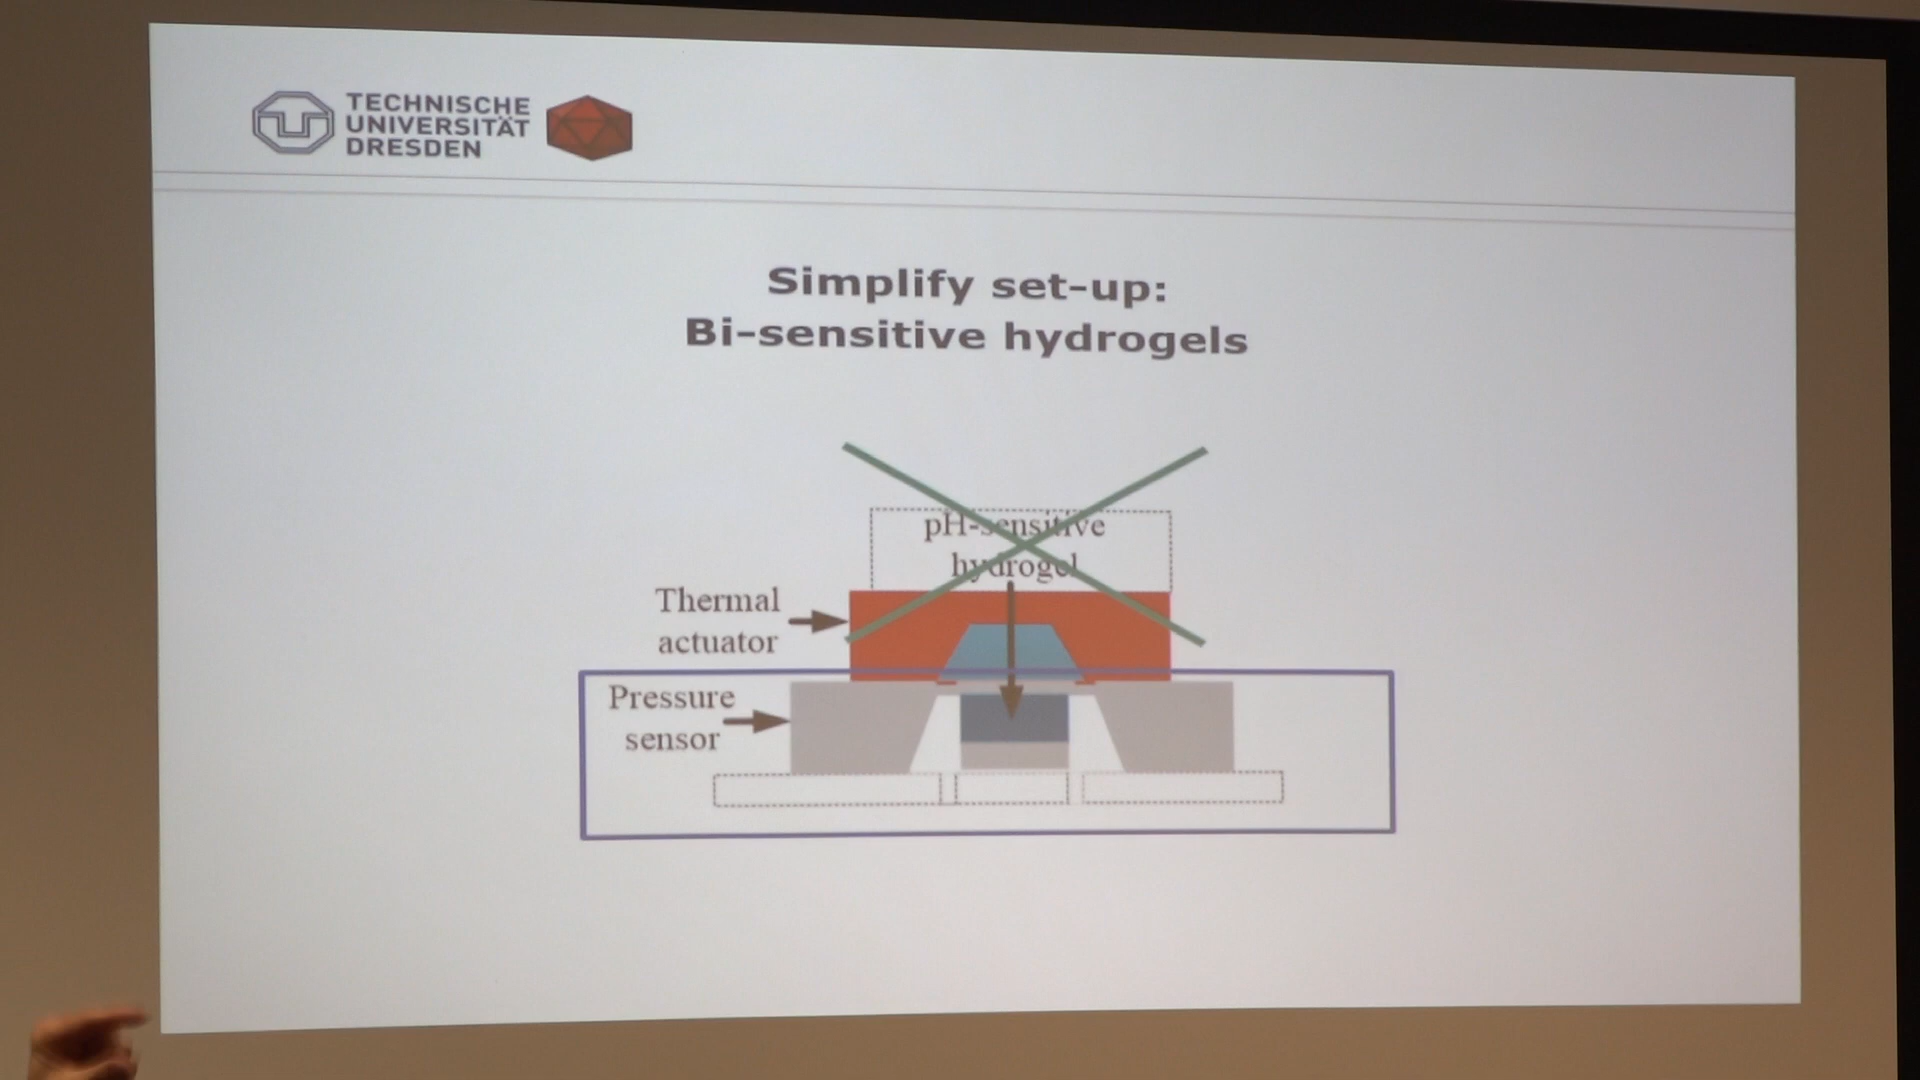 TECHNISCHE
UNIVERSITÄT
DRESDEN
Simplify set-up:
Bi-sensitive hydrogels
pH-sensitive
hydrogel
Thermal
actuator
Pressure
sensor